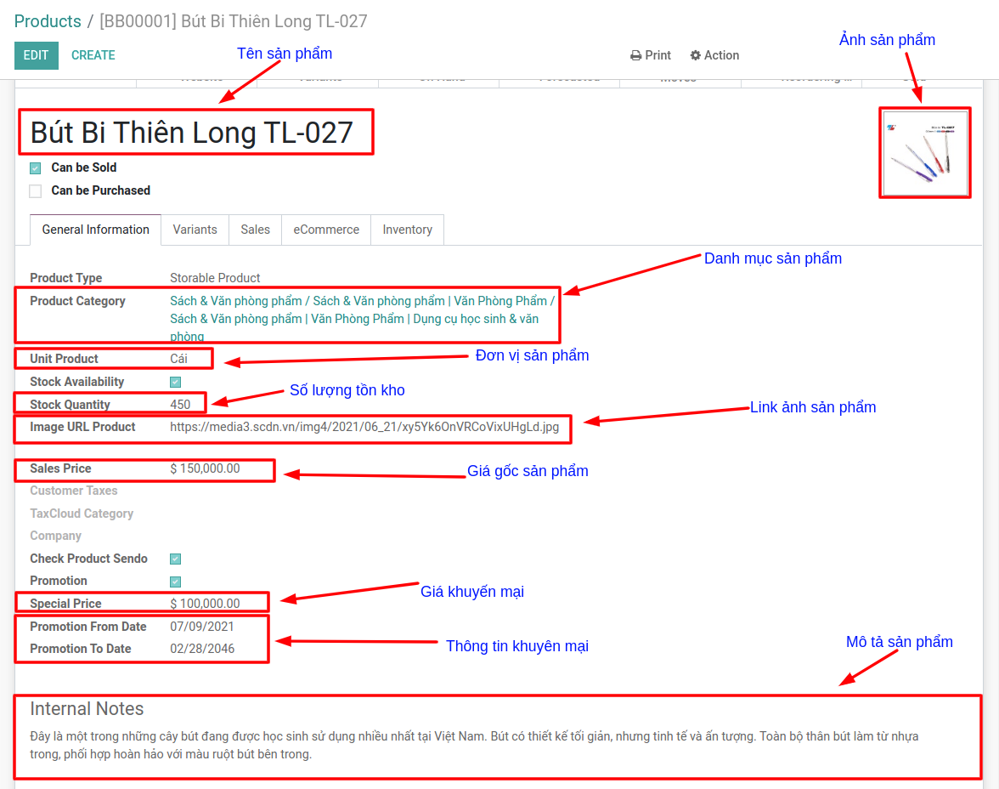 Products / [BB00001] Bút Bi Thiên Long TL-027
Ảnh sản phẩm
EDIT CREATE
Tên sản phẩm
Print Action
Bút Bi Thiên Long TL-027
Can be Sold
Can be Purchased
General Information Variants Sales eCommerce Inventory
Danh mục sản phẩm
Product Type Storable Product
Product Category Sách & Văn phòng phẩm / Sách & Văn phòng phẩm | Văn Phòng Phẩm /
Sách & Văn phòng phẩm | Văn Phòng Phẩm | Dụng cụ học sinh & văn
phòng
Unit Product Cái
Đơn vị sản phẩm
Stock Availability
Số lượng tồn kho
Stock Quantity 450
Link ảnh sản phẩm
Image URL Product https://media3.scdn.vn/img4/2021/06_21/xy5Yk6OnVRCoVixUHgLd.jpg
Sales Price $ 150,000.00
Giá gốc sản phẩm
Customer Taxes
TaxCloud Category
Company
Check Product Sendo
Promotion
Giá khuyến mại
Special Price $ 100,000.00
Promotion From Date 07/09/2021
Thông tin khuyên mại
Promotion To Date 02/28/2046
Mô tả sản phẩm
Internal Notes
Đây là một trong những cây bút đang được học sinh sử dụng nhiều nhất tại Việt Nam. Bút có thiết kế tối giản, nhưng tinh tế và ấn tượng. Toàn bộ thân bút làm từ nhựa
trong, phối hợp hoàn hảo với màu ruột bút bên trong.